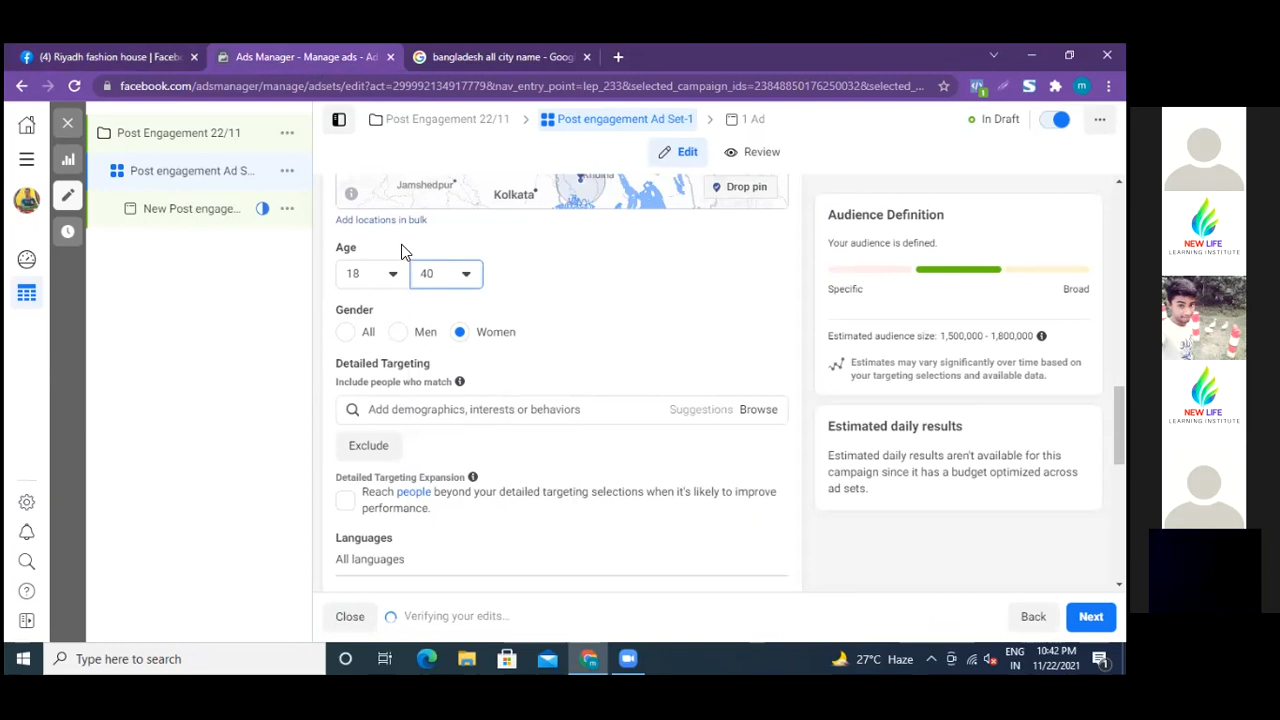 (4) Riyadh fashion house | Faceb
Ads Manager - Manage ads - Ad
bangladesh all city name - Goog
facebook.com/adsmanager/manage/adsets/edit?act=299992134917779&nav_entry_point=lep_233&selected_campaign_ids=23848850176250032&selected_...
m
Post Engagement 22/11
Post engagement Ad S...
New Post engage...
Post Engagement 22/11
Post engagement Ad Set-1
1 Ad
In Draft
Edit
Review
Jamshedpur
Kolkata
Khulna
Drop pin
Add locations in bulk
Age
18
40
Gender
All
Men
Women
Detailed Targeting
Include people who match
Add demographics, interests or behaviors
Suggestions
Browse
Exclude
Detailed Targeting Expansion
Reach people beyond your detailed targeting selections when it's likely to improve
performance.
Languages
All languages
Audience Definition
Your audience is defined.
Specific
Broad
Estimated audience size: 1,500,000 - 1,800,000
Estimates may vary significantly over time based on
your targeting selections and available data.
Estimated daily results
Estimated daily results aren't available for this
campaign since it has a budget optimized across
ad sets.
Close
Verifying your edits...
Back
Next
Type here to search
27°C Haze
ENG
IN
10:42 PM
11/22/2021
1
NEW LIFE
LEARNING INSTITUTE
NEW LIFE
LEARNING INSTITUTE